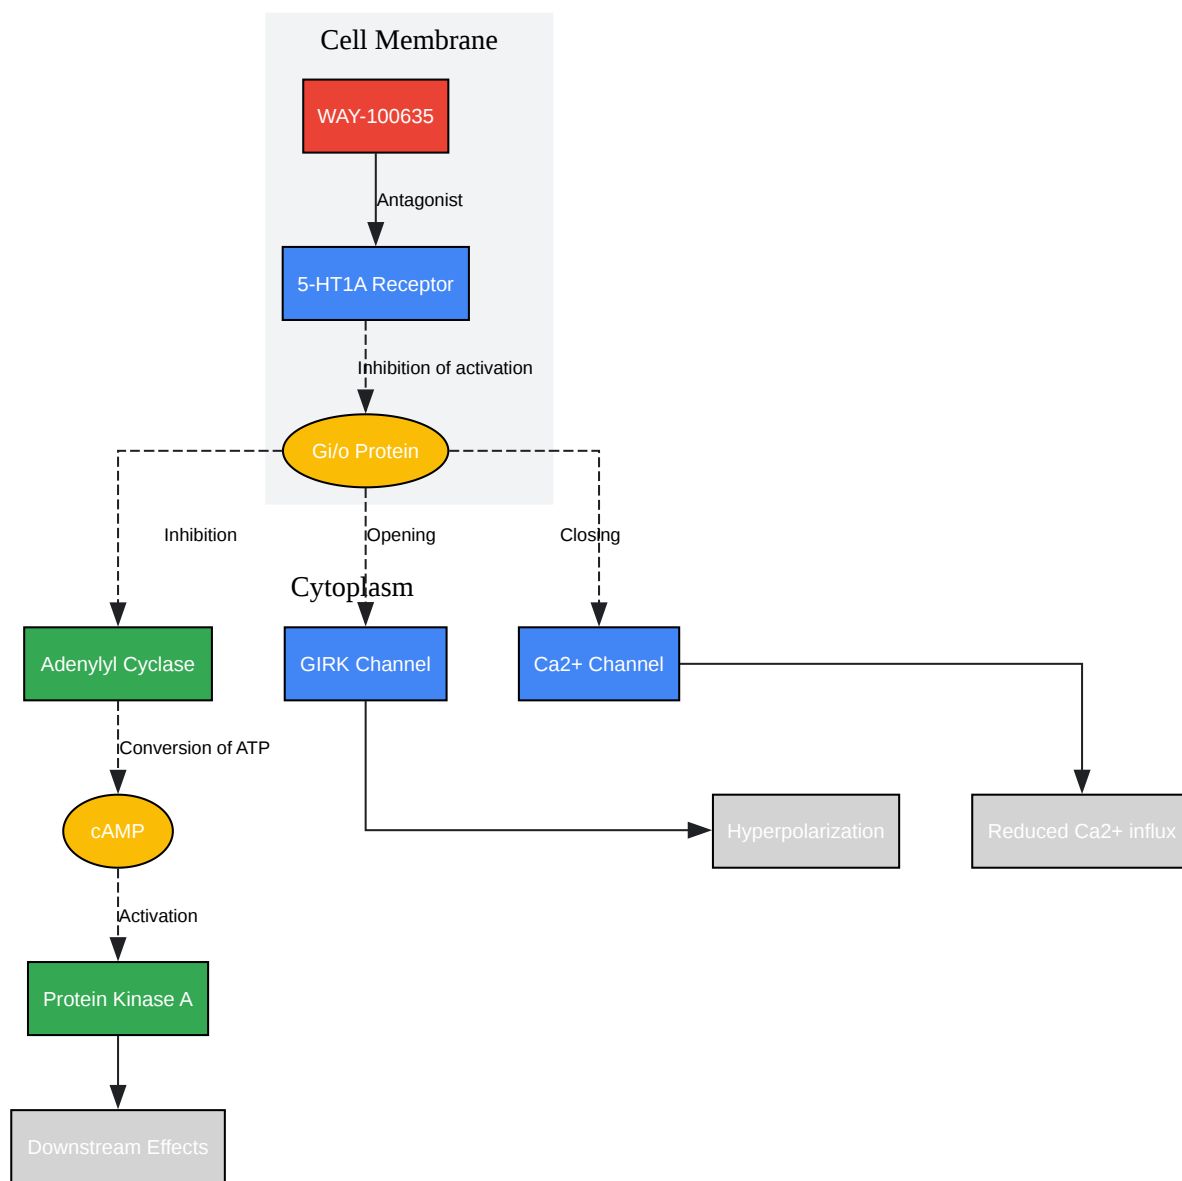 Cell Membrane
WAY-100635
Antagonist
5-HT1A Receptor
Inhibition of activation
Gi/o Protein
Inhibition
Opening
Closing
Cytoplasm
Adenylyl Cyclase
GIRK Channel
Ca2+ Channel
Conversion of ATP
cAMP
Hyperpolarization
Reduced Ca2+ influx
Activation
Protein Kinase A
Downstream Effects